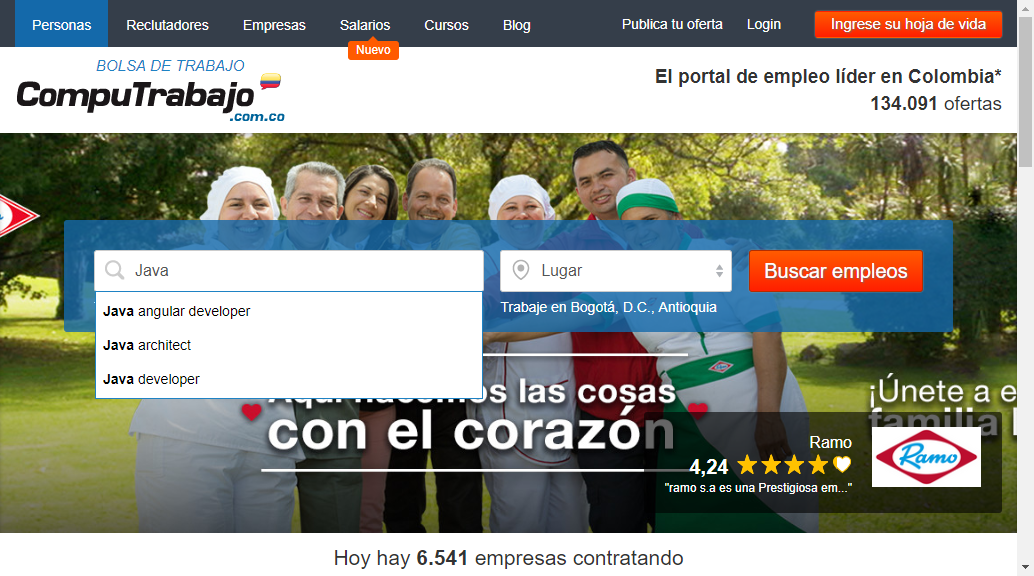 Personas Reclutadores Empresas Salarios Cursos Blog Publica tu oferta Login Ingrese su hoja de vida
Nuevo
BOLSA DE TRABAJO
CompuTrabajo
.com.co
El portal de empleo líder en Colombia*
134.091 ofertas
Java Lugar Buscar empleos
Trabaje en Bogotá, D.C., Antioquia
Java angular developer
Java architect
Java developer
Aquí hacemos las cosas
con el corazón
¡Únete a e
familia
Ramo
4,24
"ramo s.a es una Prestigiosa em..."
Ramo
Hoy hay 6.541 empresas contratando